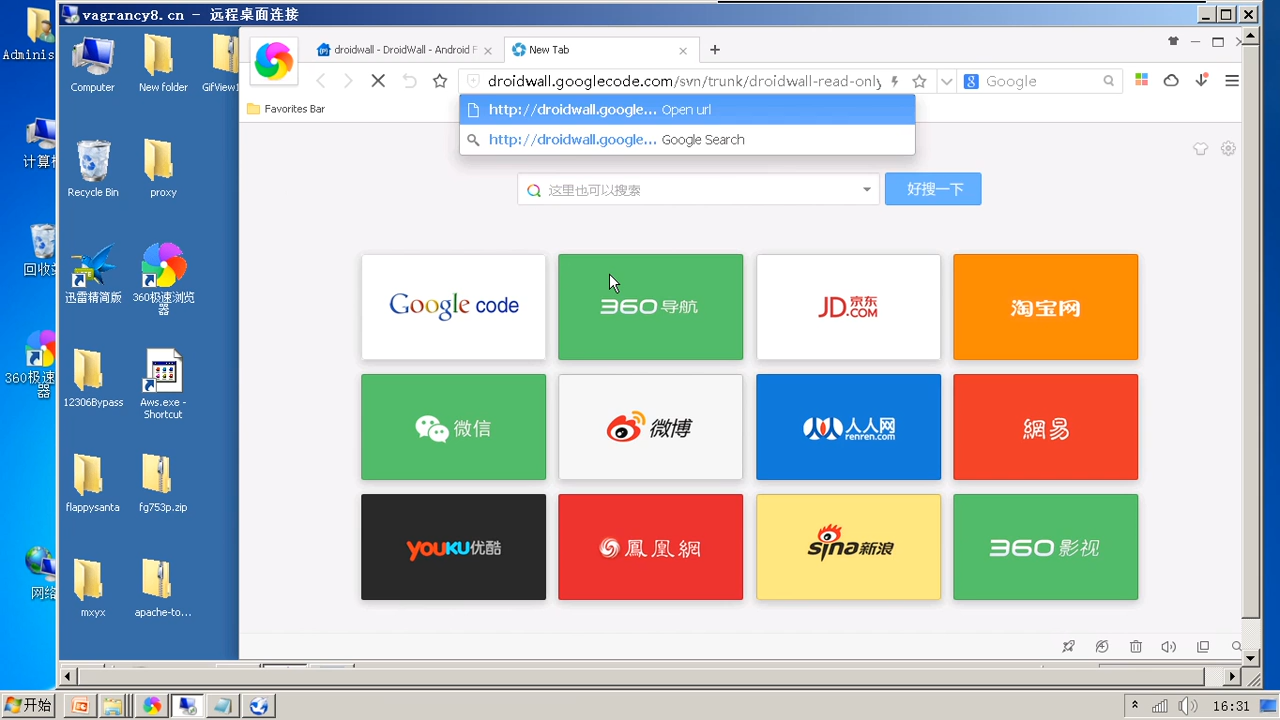 vagrancy8.cn - 远程桌面连接
Adminis
计算机
回收站
360极速
器
网络
Computer
New folder
GifView1
Recycle Bin
proxy
迅雷精简版
360极速浏览
器
12306Bypass
Aws.exe -
Shortcut
flappysanta
fg753p.zip
mxyx
apache-to...
droidwall - DroidWall - Android F
New Tab
droidwall.googlecode.com/svn/trunk/droidwall-read-only
Google
Favorites Bar
http://droidwall.google... Open url
http://droidwall.google... Google Search
这里也可以搜索
好搜一下
Google code
360导航
JD.COM 京东
淘宝网
微信
微博
人人网
renren.com
網易
YOUKU优酷
鳳凰網
sina新浪
360影视
开始
16:31